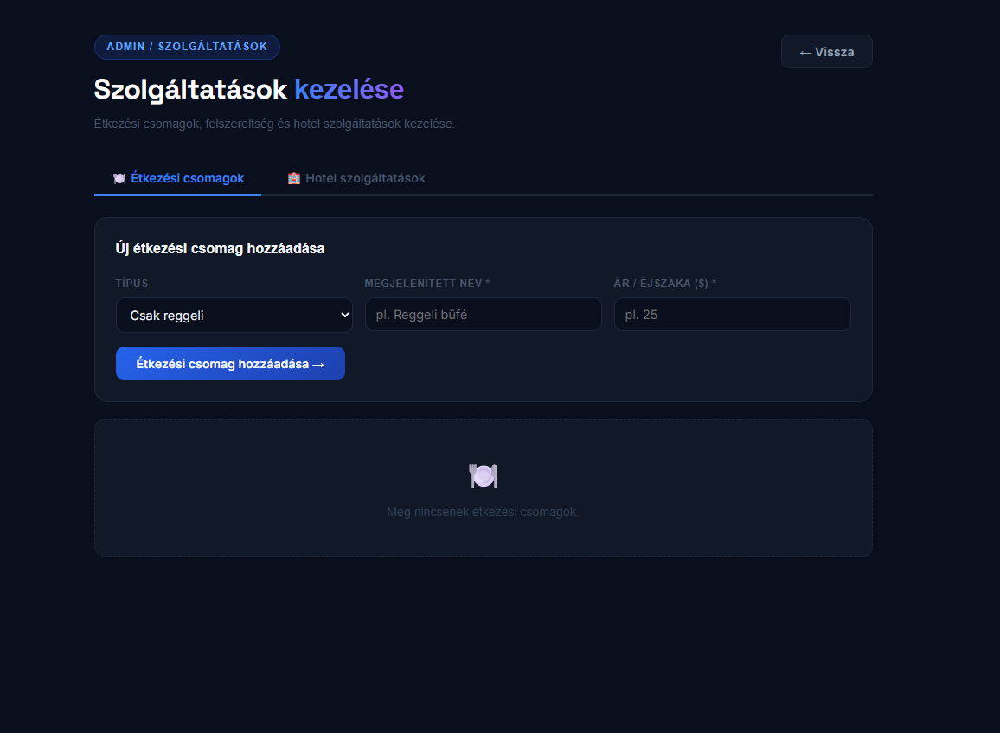 ADMIN / SZOLGÁLTATÁSOK
← Vissza
Szolgáltatások kezelése
Étkezési csomagok, felszereltség és hotel szolgáltatások kezelése.
Étkezési csomagok
Hotel szolgáltatások
Új étkezési csomag hozzáadása
TÍPUS
MEGJELENÍTETT NÉV *
ÁR / ÉJSZAKA ($) *
Csak reggeli
pl. Reggeli büfé
pl. 25
Étkezési csomag hozzáadása →
Még nincsenek étkezési csomagok.